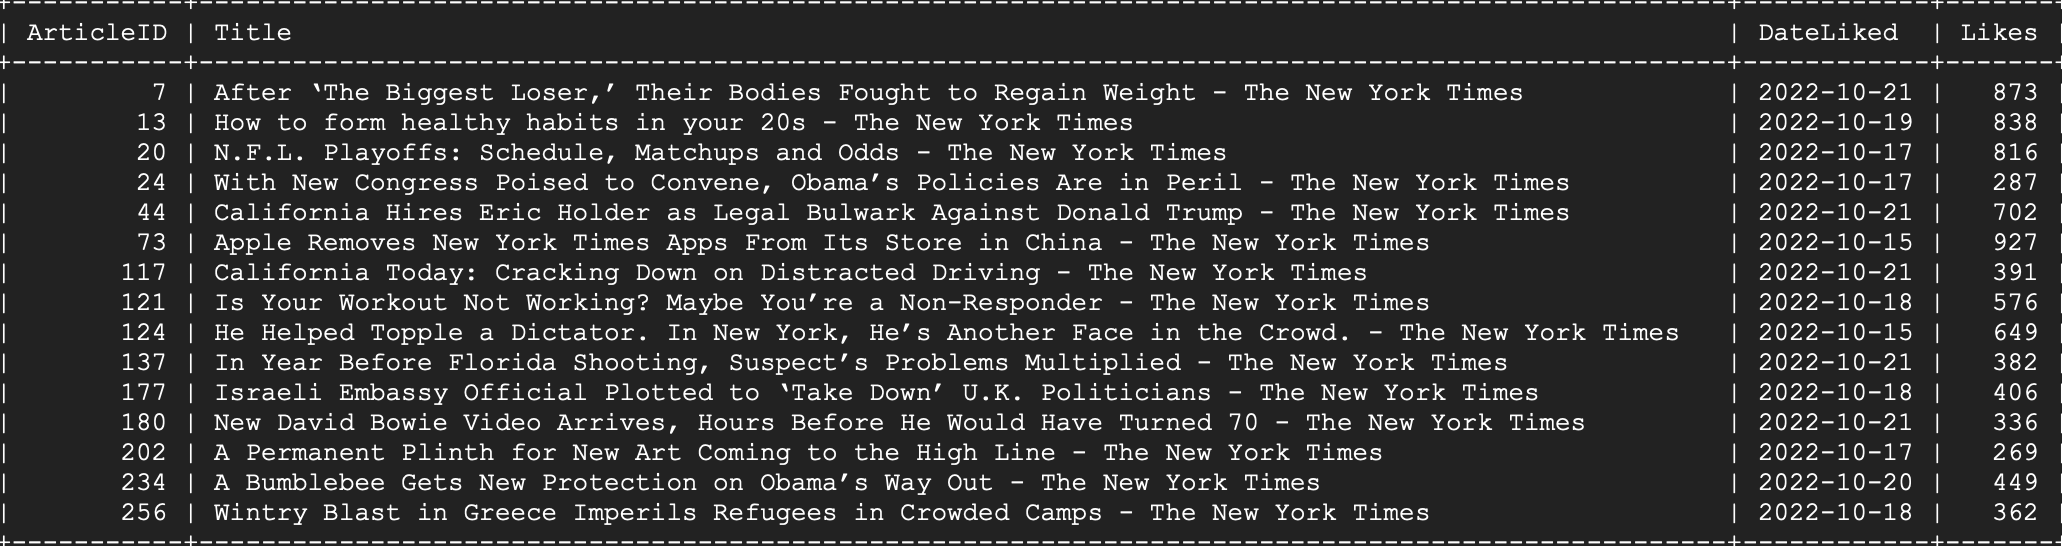 | ArticleID | Title | DateLiked | Likes
| 7 | After ‘The Biggest Loser,’ Their Bodies Fought to Regain Weight - The New York Times | 2022-10-21 | 873
| 13 | How to form healthy habits in your 20s - The New York Times | 2022-10-19 | 838
| 20 | N.F.L. Playoffs: Schedule, Matchups and Odds - The New York Times | 2022-10-17 | 816
| 24 | With New Congress Poised to Convene, Obama’s Policies Are in Peril - The New York Times | 2022-10-17 | 287
| 44 | California Hires Eric Holder as Legal Bulwark Against Donald Trump - The New York Times | 2022-10-21 | 702
| 73 | Apple Removes New York Times Apps From Its Store in China - The New York Times | 2022-10-15 | 927
| 117 | California Today: Cracking Down on Distracted Driving - The New York Times | 2022-10-21 | 391
| 121 | Is Your Workout Not Working? Maybe You’re a Non-Responder - The New York Times | 2022-10-18 | 576
| 124 | He Helped Topple a Dictator. In New York, He’s Another Face in the Crowd. - The New York Times | 2022-10-15 | 649
| 137 | In Year Before Florida Shooting, Suspect’s Problems Multiplied - The New York Times | 2022-10-21 | 382
| 177 | Israeli Embassy Official Plotted to ‘Take Down’ U.K. Politicians - The New York Times | 2022-10-18 | 406
| 180 | New David Bowie Video Arrives, Hours Before He Would Have Turned 70 - The New York Times | 2022-10-21 | 336
| 202 | A Permanent Plinth for New Art Coming to the High Line - The New York Times | 2022-10-17 | 269
| 234 | A Bumblebee Gets New Protection on Obama’s Way Out - The New York Times | 2022-10-20 | 449
| 256 | Wintry Blast in Greece Imperils Refugees in Crowded Camps - The New York Times | 2022-10-18 | 362